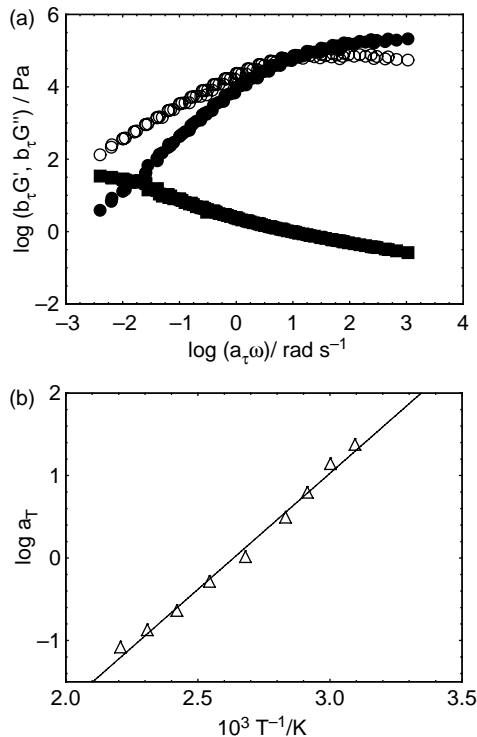 (a)
6
4
2
0
−2
−3 −2 −1 0 1 2 3 4
log (bτG', bτG'') / Pa
log (aτω)/ rad s⁻¹
(b)
2
1
0
−1
2.0 2.5 3.0 3.5
log aT
10³ T⁻¹/K